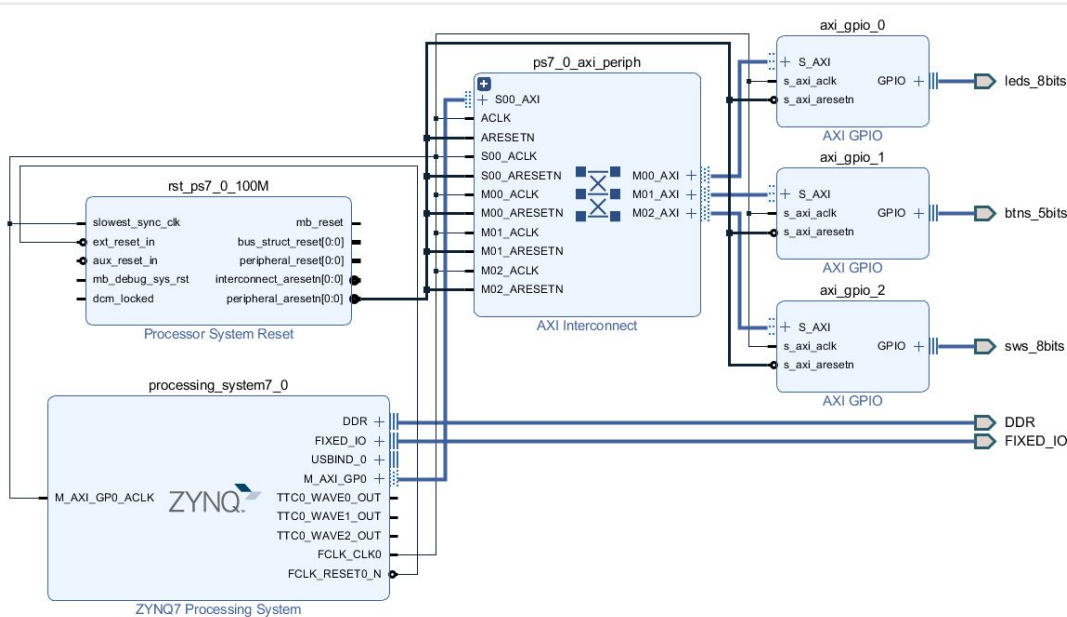 axi_gpio_0
S_AXI
s_axi_aclk
s_axi_aresetn
GPIO
AXI GPIO
leds_8bits
ps7_0_axi_periph
S00_AXI
ACLK
ARESETN
S00_ACLK
S00_ARESETN
M00_ACLK
M00_ARESETN
M01_ACLK
M01_ARESETN
M02_ACLK
M02_ARESETN
M00_AXI
M01_AXI
M02_AXI
AXI Interconnect
axi_gpio_1
S_AXI
s_axi_aclk
s_axi_aresetn
GPIO
AXI GPIO
btns_5bits
rst_ps7_0_100M
slowest_sync_clk
ext_reset_in
aux_reset_in
mb_debug_sys_rst
dcm_locked
mb_reset
bus_struct_reset[0:0]
peripheral_reset[0:0]
interconnect_aresetn[0:0]
peripheral_aresetn[0:0]
Processor System Reset
axi_gpio_2
S_AXI
s_axi_aclk
s_axi_aresetn
GPIO
AXI GPIO
sws_8bits
processing_system7_0
M_AXI_GP0_ACLK
ZYNQ
DDR
FIXED_IO
USBIND_0
M_AXI_GP0
TTC0_WAVE0_OUT
TTC0_WAVE1_OUT
TTC0_WAVE2_OUT
FCLK_CLK0
FCLK_RESET0_N
ZYNQ7 Processing System
DDR
FIXED_IO